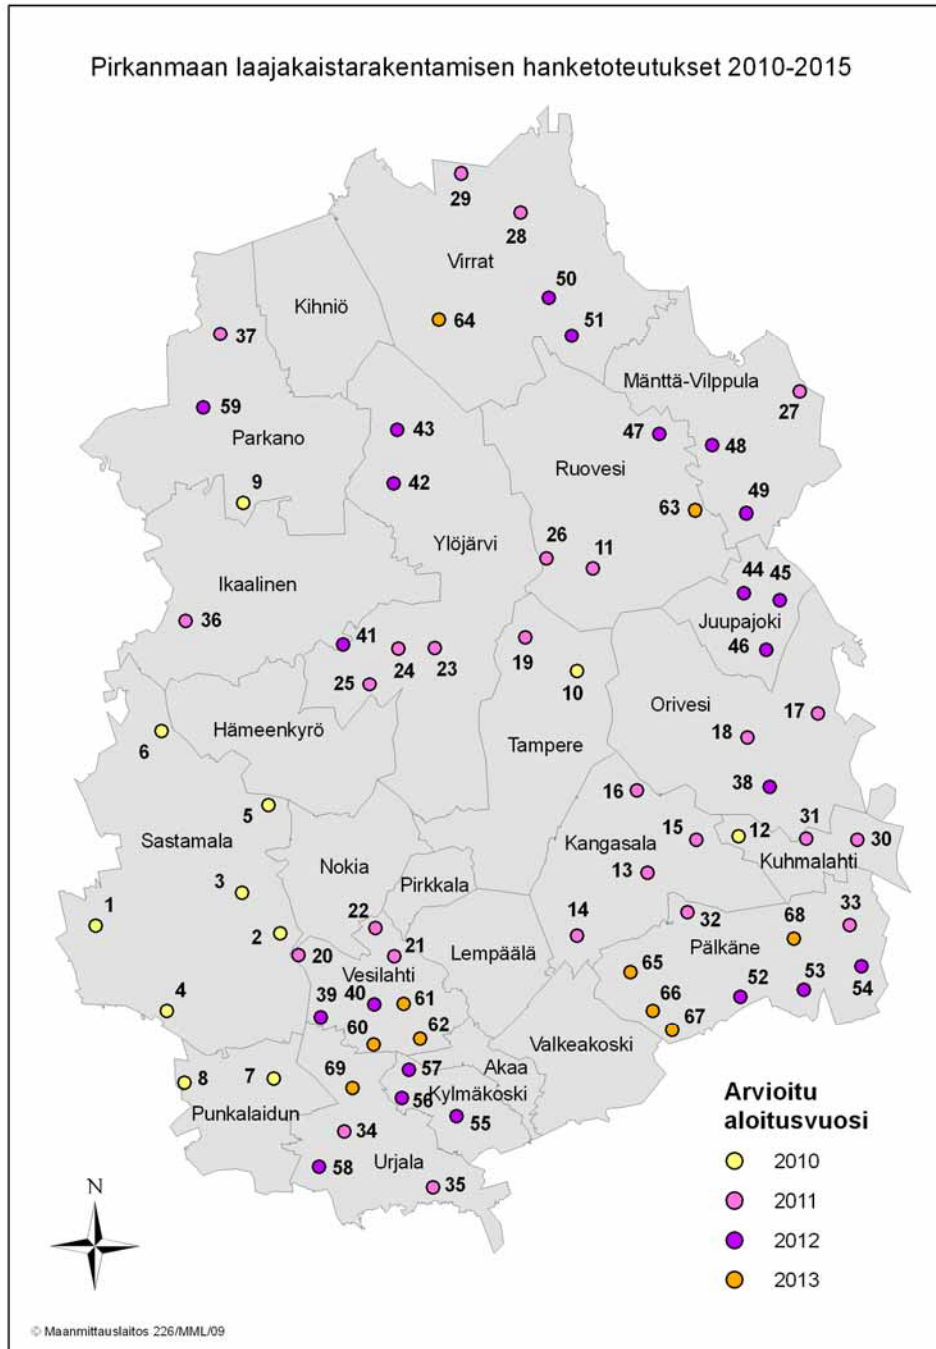 Pirkanmaan laajakaistarakentamisen hanketoteutukset 2010-2015
29
28
Virrat
50
Kihniö
64
51
37
Mänttä-Vilppula
27
59
43
47
48
Parkano
Ruovesi
9
42
49
63
Ylöjärvi
26
11
Ikaalinen
44
45
36
Juupajoki
41
46
24
23
19
25
10
Orivesi
17
6
Hämeenkyrö
18
Tampere
38
16
5
31
Sastamala
15
12
30
Kangasala
Kuhmalahti
Nokia
13
3
Pirkkala
1
22
14
32
68
33
2
21
Lempäälä
Pälkäne
20
Vesilahti
65
39
40
61
52
53
54
4
66
60
62
67
Valkeakoski
69
57
Akaa
8
7
Kylmäkoski
56
Punkalaidun
55
34
58
Urjala
35
N
Arvioitu
aloitusvuosi
2010
2011
2012
2013
© Maanmittauslaitos 226/MML/09